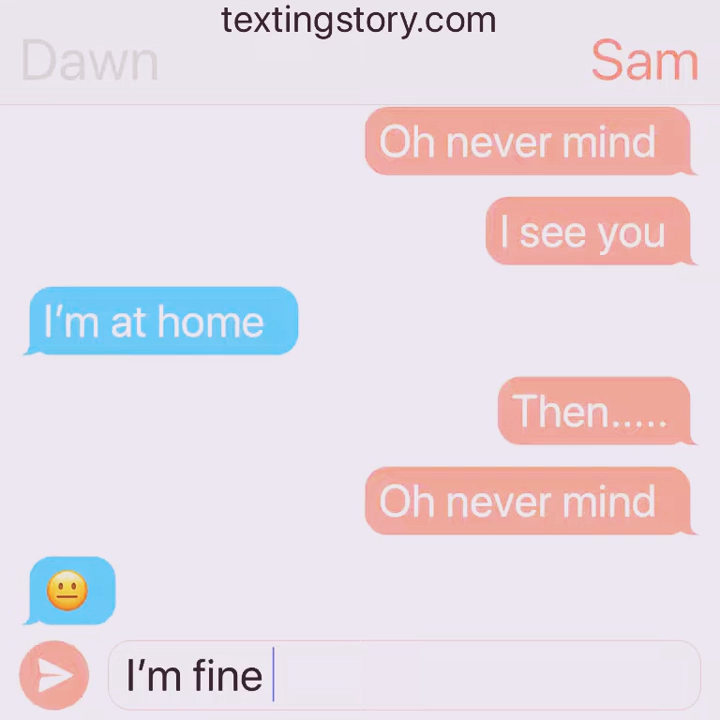 textingstory.com
Dawn
Sam
Oh never mind
I see you
I'm at home
Then.....
Oh never mind
😐
I'm fine